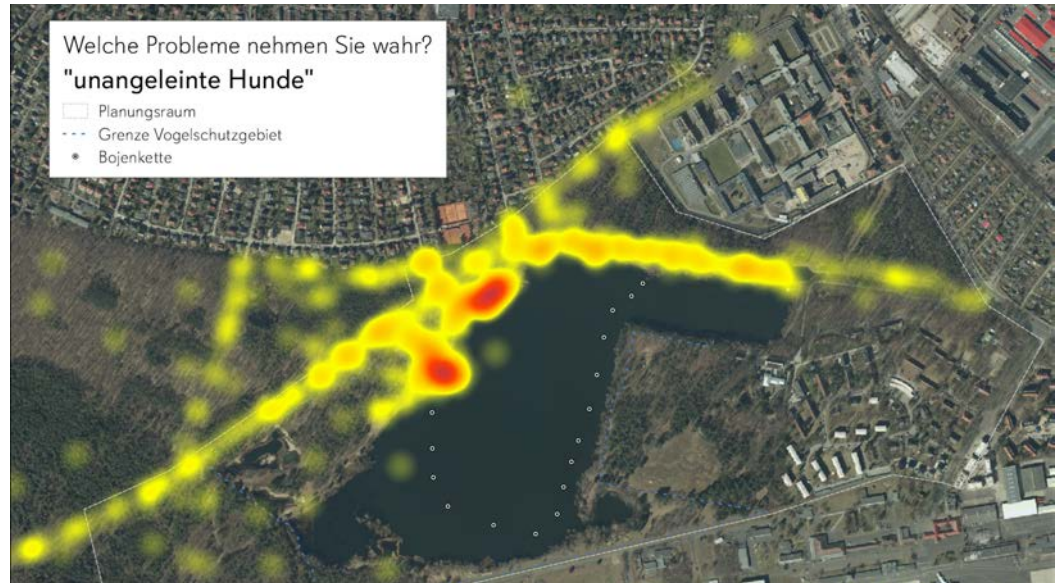 Welche Probleme nehmen Sie wahr?
"unangeleinte Hunde"
Planungsraum
Grenze Vogelschutzgebiet
Bojenkette